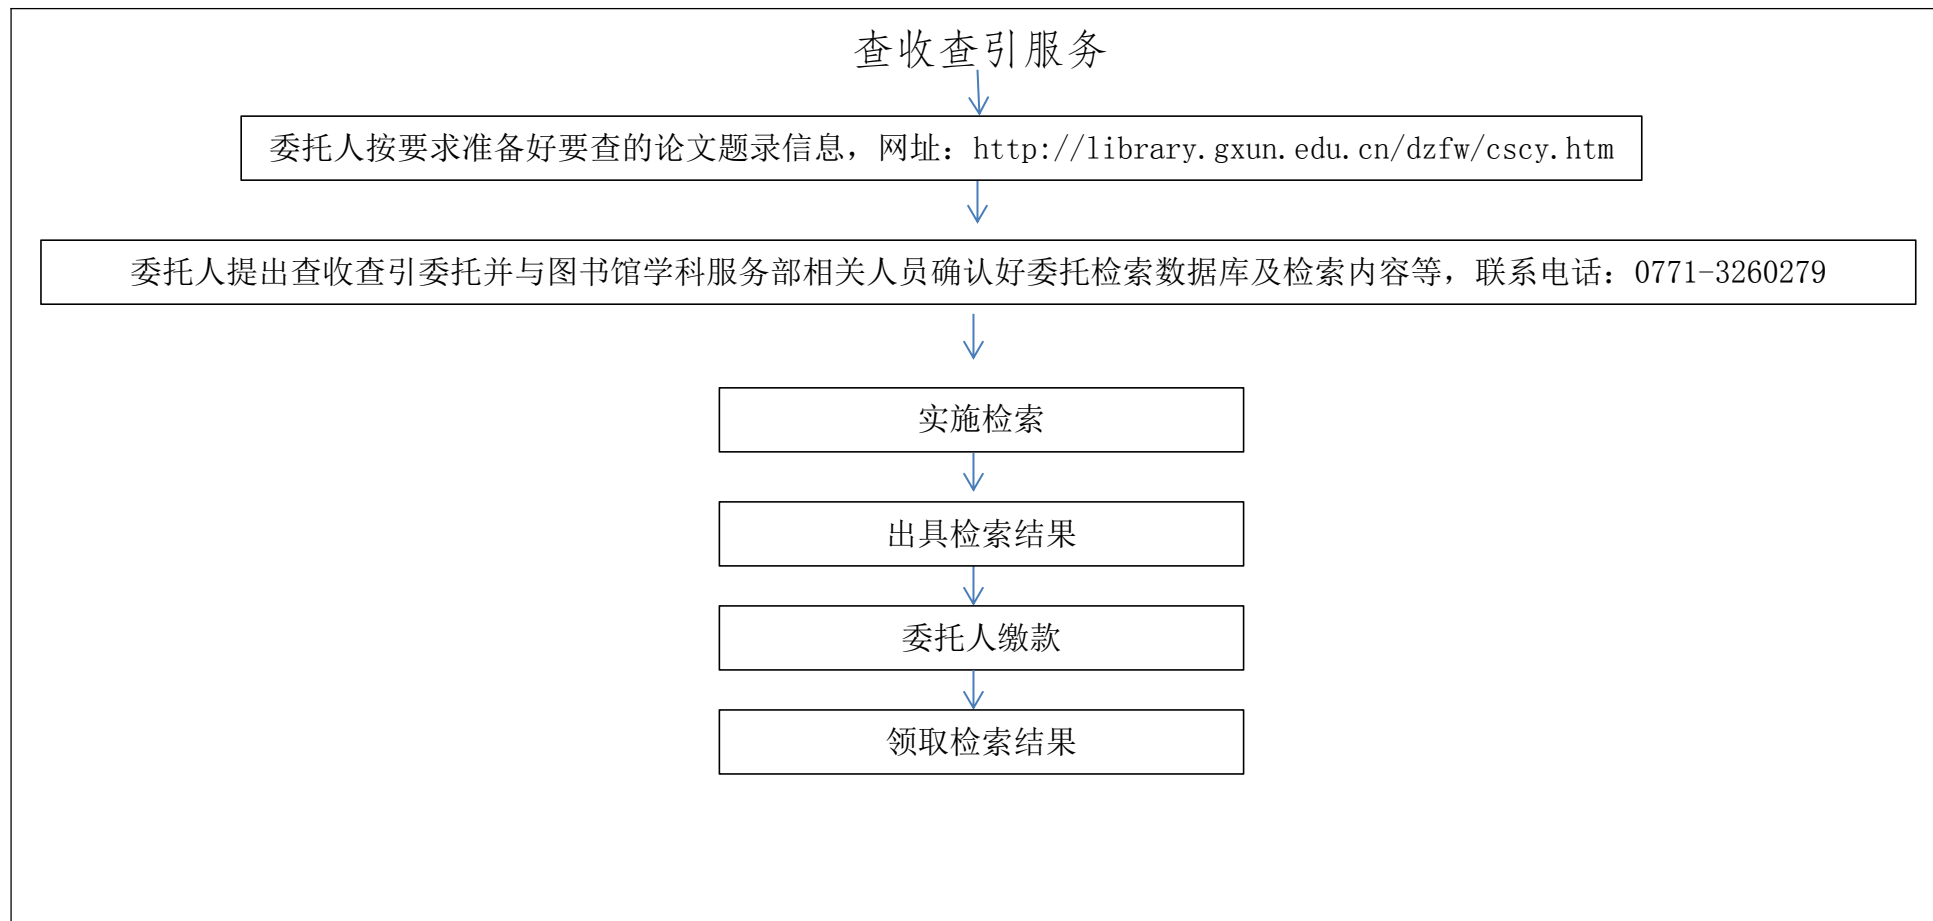 查收查引服务
委托人按要求准备好要查的论文题录信息，网址：http://library.gxun.edu.cn/dzfw/cscy.htm
委托人提出查收查引委托并与图书馆学科服务部相关人员确认好委托检索数据库及检索内容等，联系电话：0771-3260279
实施检索
出具检索结果
委托人缴款
领取检索结果